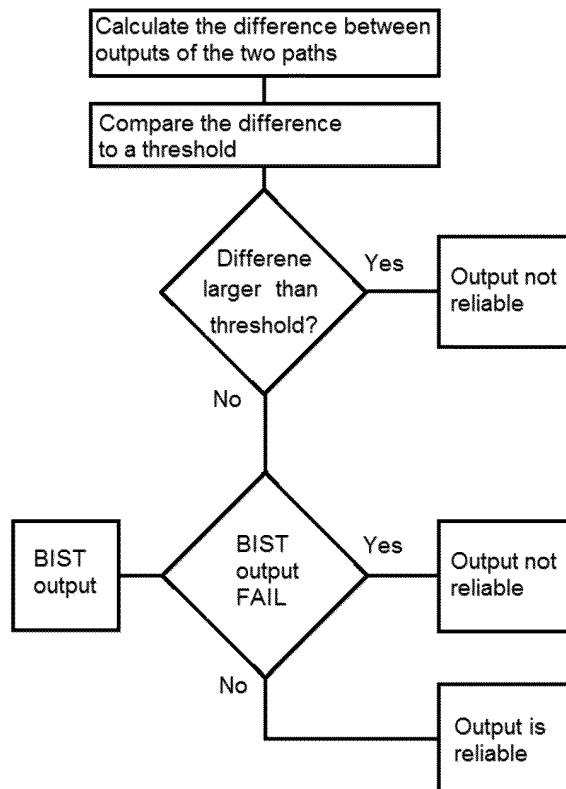 Calculate the difference between
outputs of the two paths
Compare the difference
to a threshold
Differene
larger than
threshold?
Yes
Output not
reliable
No
BIST
output
BIST
output
FAIL
Yes
Output not
reliable
No
Output is
reliable